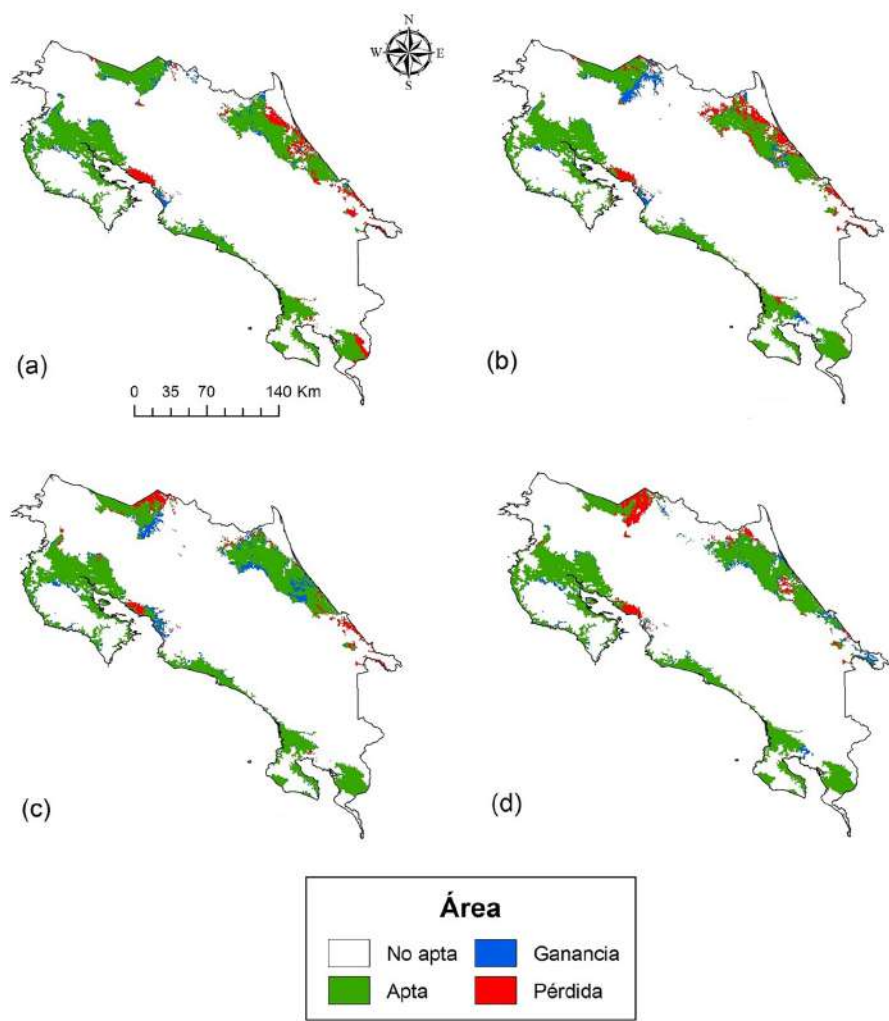 N
W E
S
(a)
(b)
0 35 70 140 Km
(c)
(d)
Área
No apta
Ganancia
Apta
Pérdida